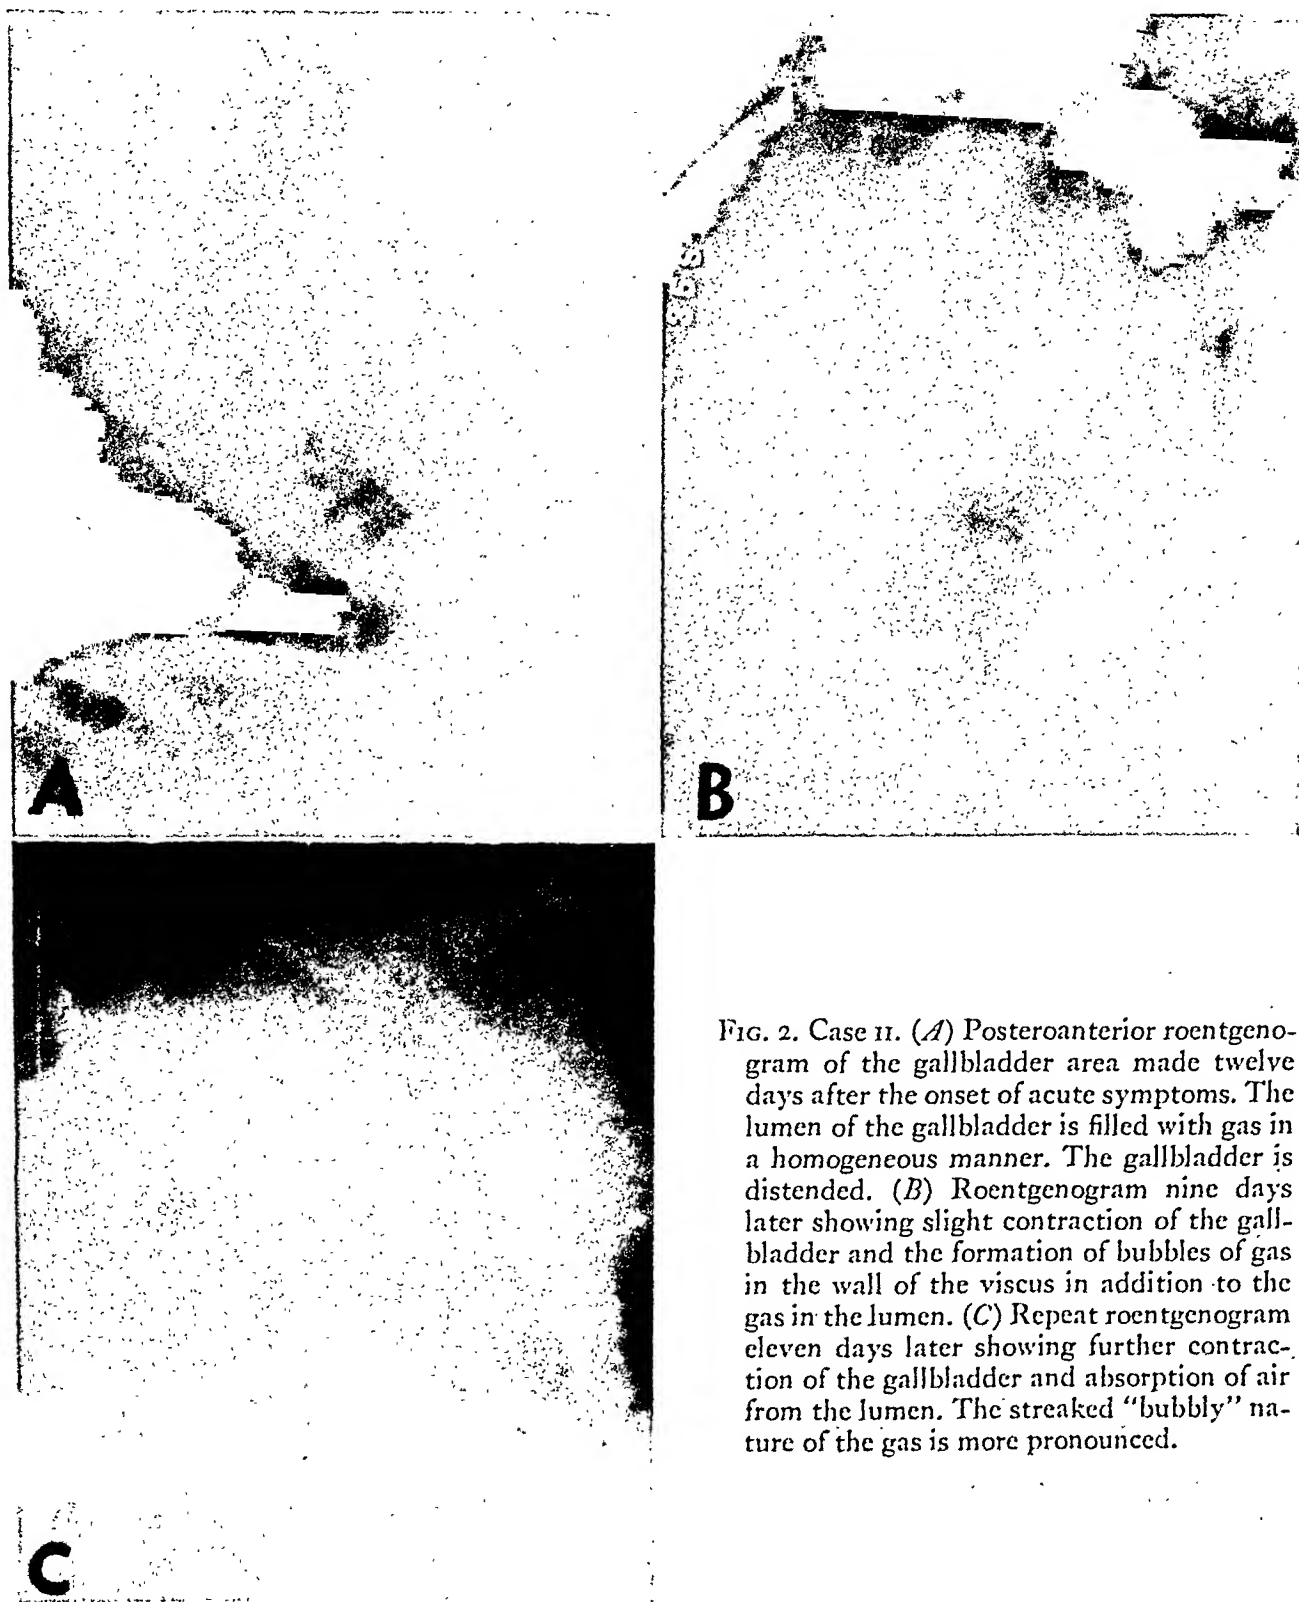 A
B
C
FIG. 2. Case II. (A) Posteroanterior roentgeno-
gram of the gallbladder area made twelve
days after the onset of acute symptoms. The
lumen of the gallbladder is filled with gas in
a homogeneous manner. The gallbladder is
distended. (B) Roentgenogram nine days
later showing slight contraction of the gall-
bladder and the formation of bubbles of gas
in the wall of the viscus in addition to the
gas in the lumen. (C) Repeat roentgenogram
eleven days later showing further contrac-
tion of the gallbladder and absorption of air
from the lumen. The streaked "bubbly" na-
ture of the gas is more pronounced.